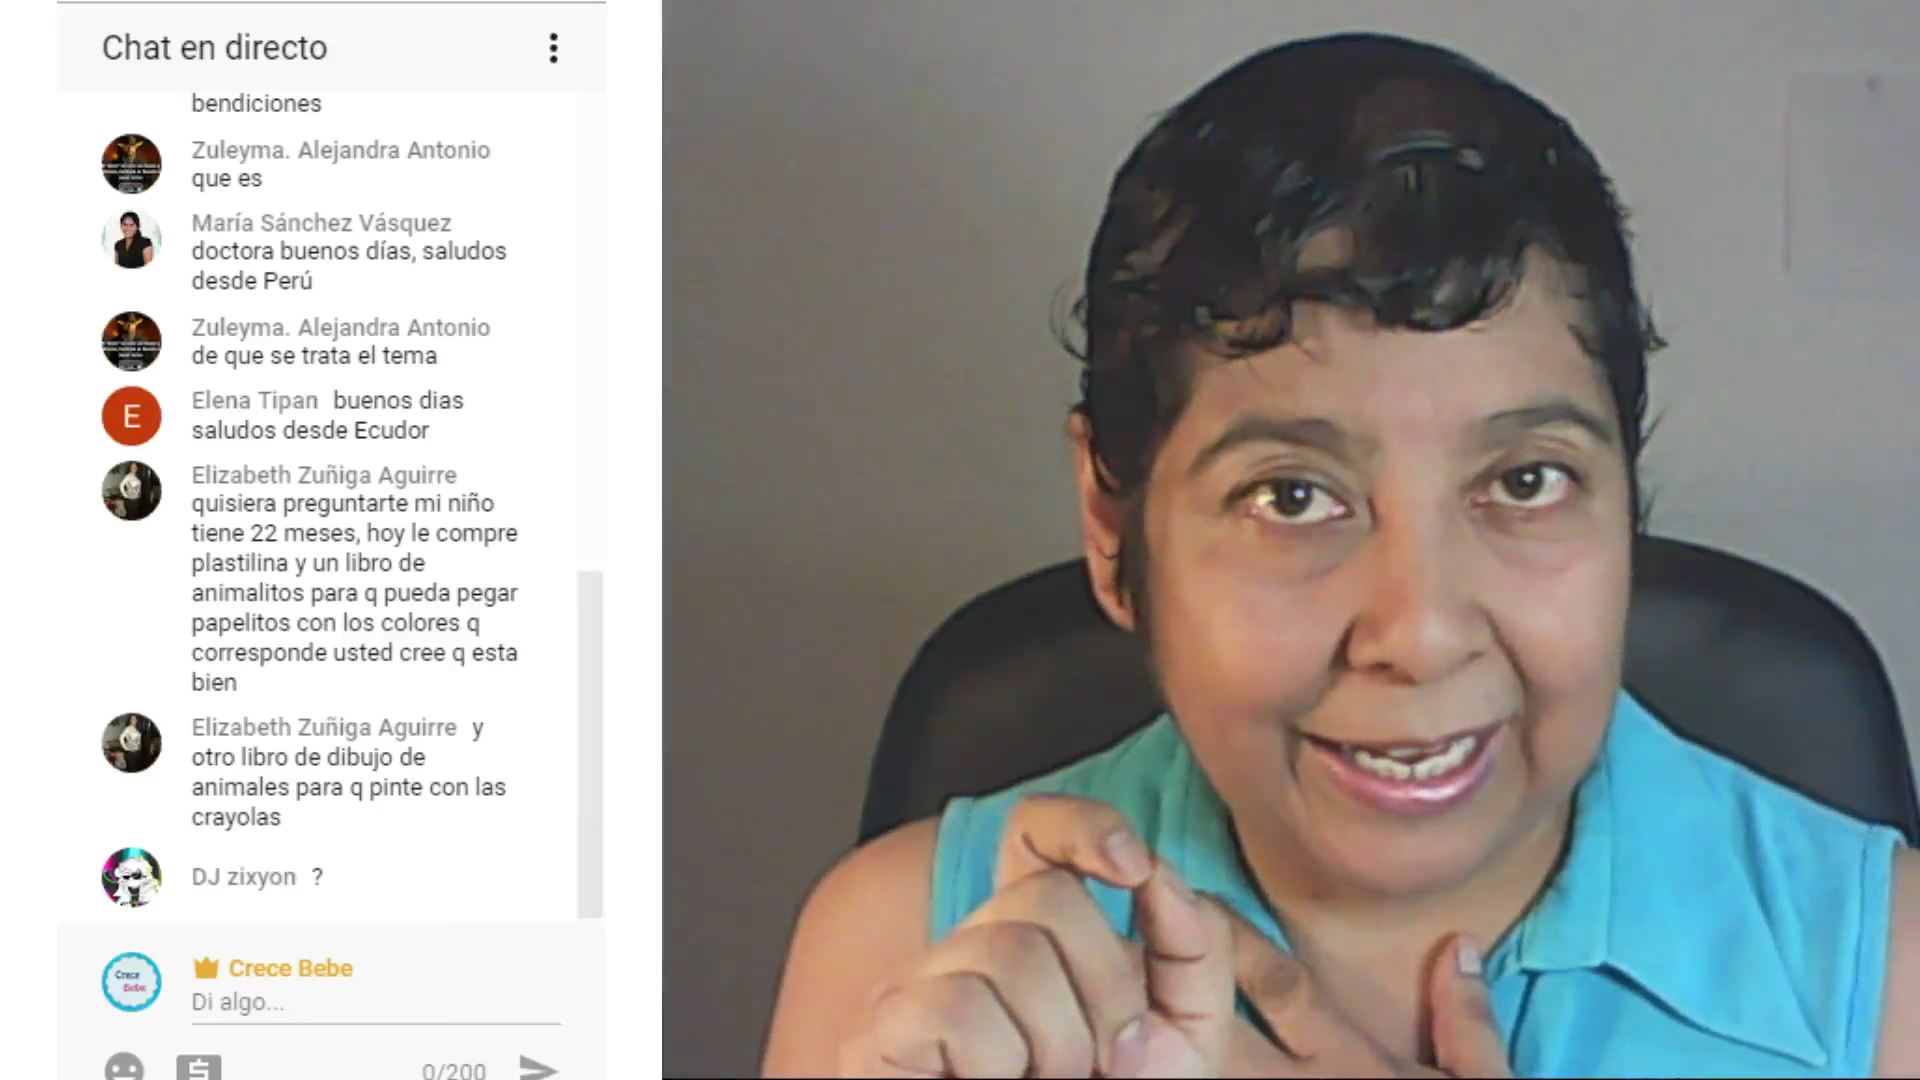 Chat en directo
bendiciones
Zuleyma. Alejandra Antonio
que es
María Sánchez Vásquez
doctora buenos días, saludos
desde Perú
Zuleyma. Alejandra Antonio
de que se trata el tema
E
Elena Tipan buenos dias
saludos desde Ecudor
Elizabeth Zuñiga Aguirre
quisiera preguntarte mi niño
tiene 22 meses, hoy le compre
plastilina y un libro de
animalitos para q pueda pegar
papelitos con los colores q
corresponde usted cree q esta
bien
Elizabeth Zuñiga Aguirre y
otro libro de dibujo de
animales para q pinte con las
crayolas
DJ zixyon ?
Crece
Bebe
Crece Bebe
Di algo...
$
0/200